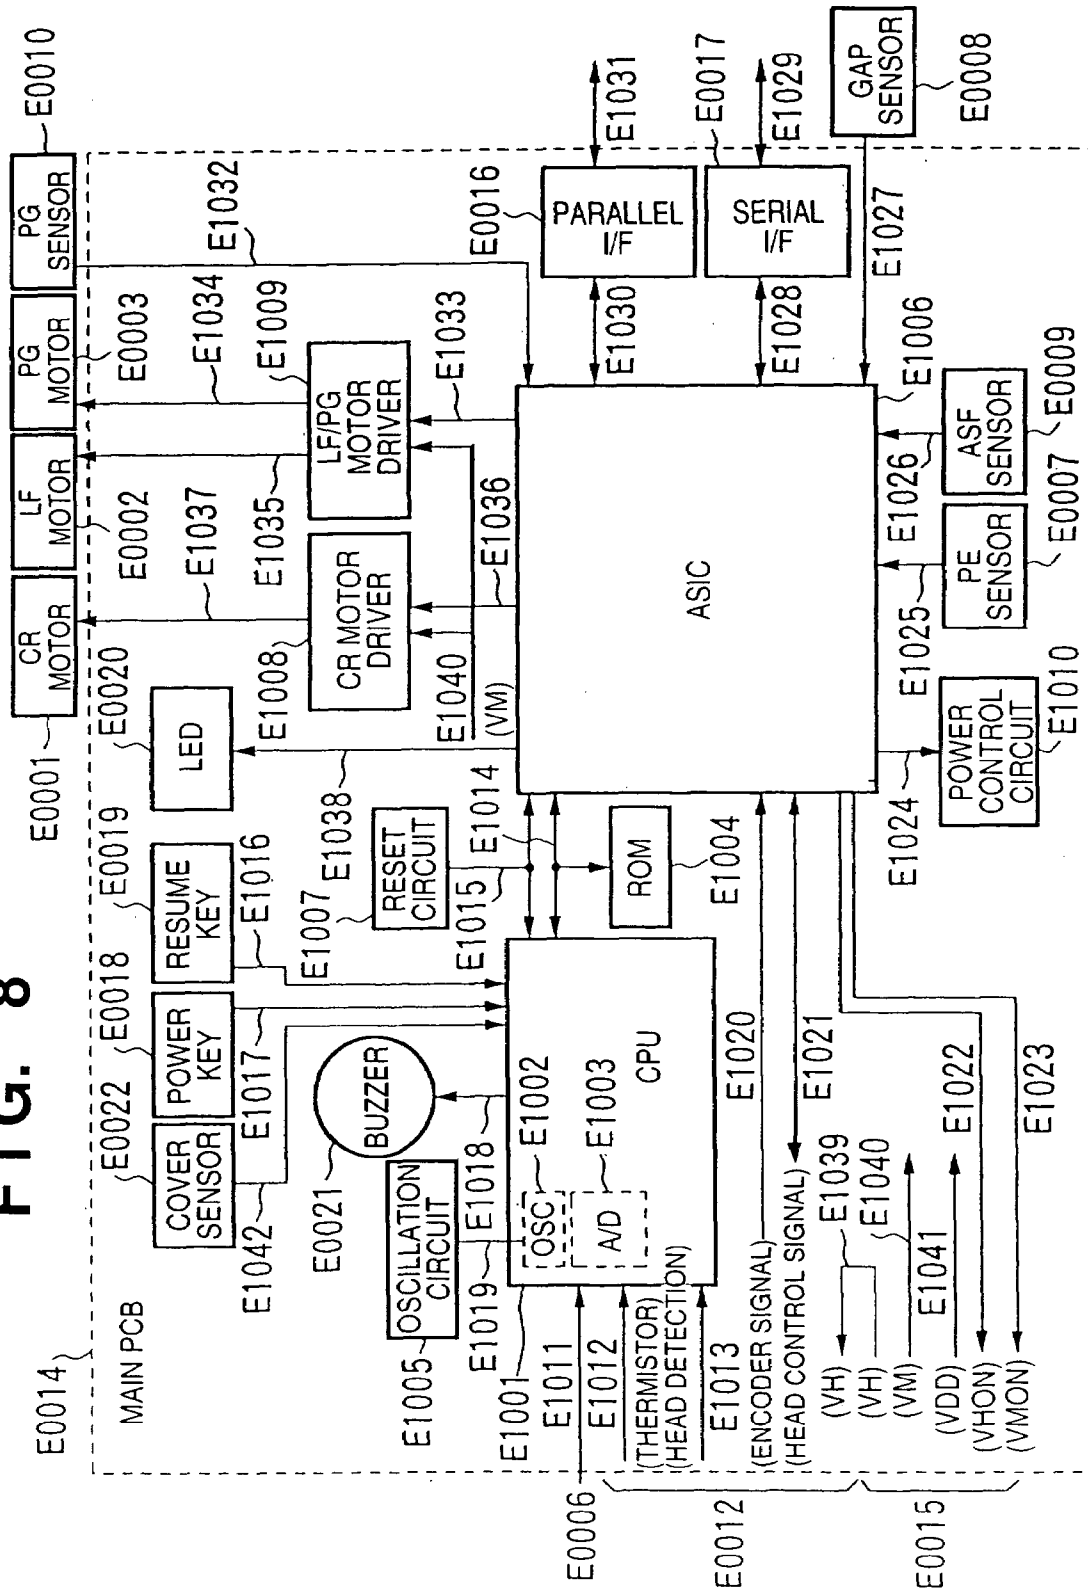 FIG. 8
E0014
MAIN PCB
E0022
COVER
SENSOR
E1042
E0018
POWER
KEY
E1017
E0019
RESUME
KEY
E1016
E0020
LED
E1038
E0001
CR
MOTOR
E1037
E0002
LF
MOTOR
E1035
E0003
PG
MOTOR
E1034
E0010
PG
SENSOR
E1032
E0021
BUZZER
E1018
E1005
OSCILLATION
CIRCUIT
E1019
E1007
RESET
CIRCUIT
E1015
E1014
E1008
CR MOTOR
DRIVER
E1009
LF/PG
MOTOR
DRIVER
E1040
(VM)
E1036
E1033
E1001
CPU
OSC
E1002
A/D
E1003
ROM
E1004
ASIC
E1006
E0016
PARALLEL
I/F
E1030
E1031
E0017
SERIAL
I/F
E1028
E1029
GAP
SENSOR
E0008
E1027
E0006
E1011
E1012
(THERMISTOR)
(HEAD DETECTION)
E1013
E0012
(ENCODER SIGNAL)
E1020
(HEAD CONTROL SIGNAL)
E1021
(VH)
E1039
(VH)
(VM)
E1040
E1041
(VDD)
(VHON)
E1022
(VMON)
E1023
E0015
E1024
POWER
CONTROL
CIRCUIT
E1010
E1025
PE
SENSOR
E0007
E1026
ASF
SENSOR
E0009